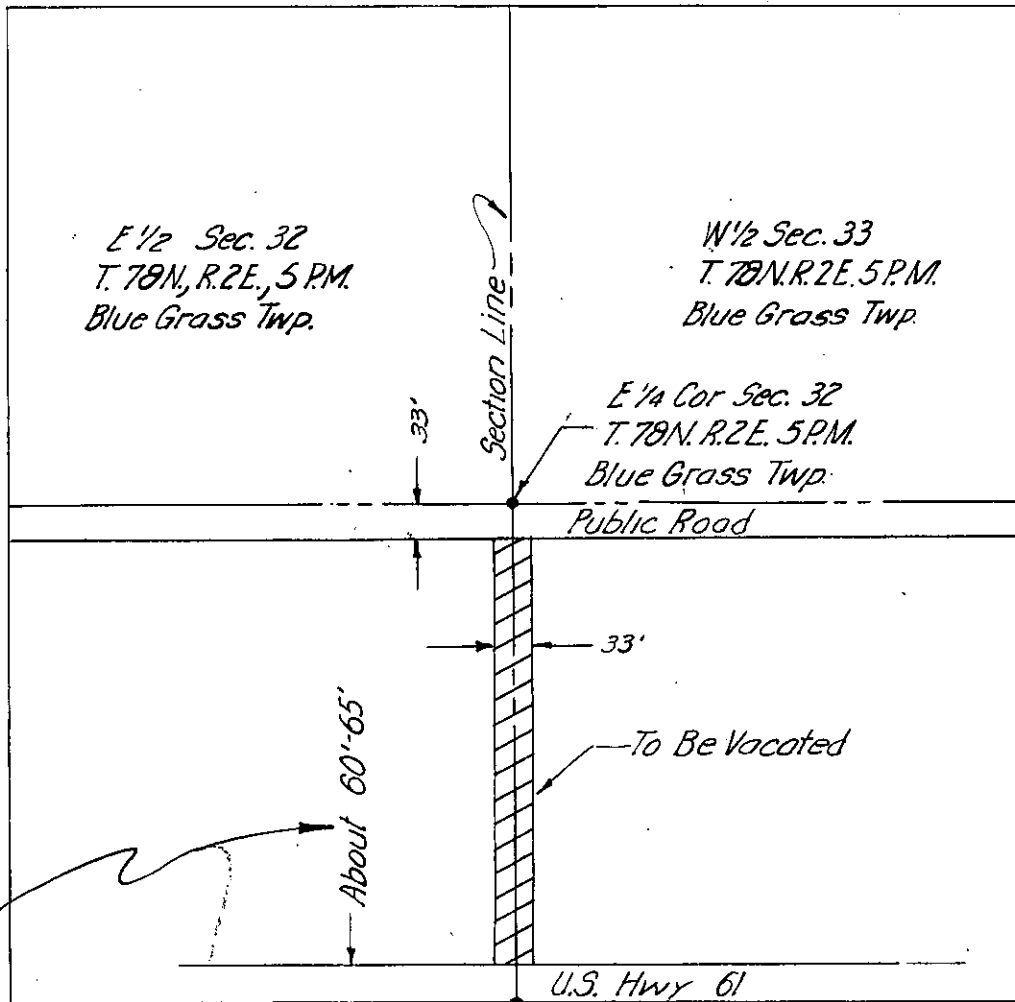 E 1/2 Sec. 32
T. 78N., R.2E., 5 P.M.
Blue Grass Twp.
W 1/2 Sec. 33
T. 78N. R.2E. 5 P.M.
Blue Grass Twp.
Section Line
E 1/4 Cor Sec. 32
T. 78N. R.2E. 5 P.M.
Blue Grass Twp.
33'
Public Road
33'
To Be Vacated
About 60'-65'
U.S. Hwy 61